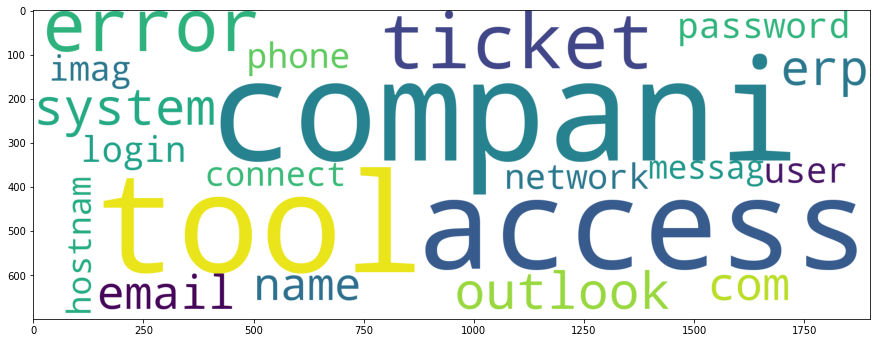 0
100
200
300
400
500
600
0 250 500 750 1000 1250 1500 1750
error ticket password
imag phone erp
system compani
login
connect network messag user
hostnam tool access
email name outlook com